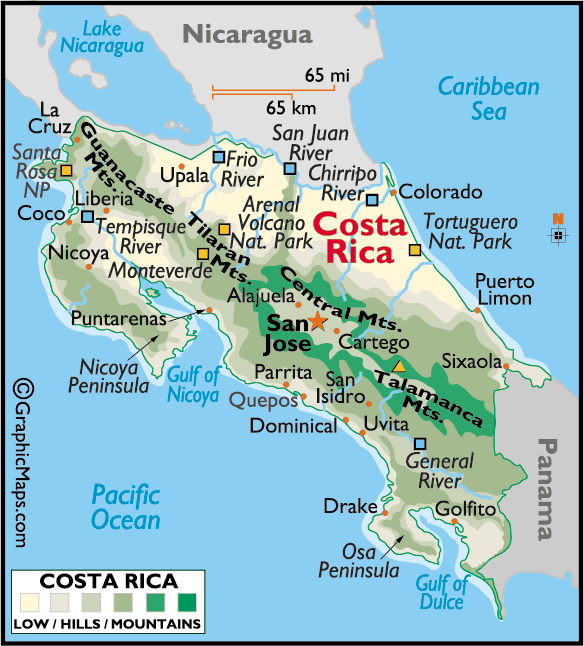 Lake
Nicaragua
Nicaragua
65 mi
65 km
Caribbean
Sea
La
Cruz
Guanacaste
Mts.
Santa
Rosa
NP
Upala
Frio
River
San Juan
River
Chirripo
River
Colorado
Liberia
Coco
Tempisque
River
Tilaran
Mts.
Arenal
Volcano
Nat. Park
Costa
Rica
Tortuguero
Nat. Park
N
Nicoya
Monteverde
Central Mts.
Alajuela
Puerto
Limon
Puntarenas
San
Jose
Cartego
Nicoya
Peninsula
Gulf of
Nicoya
Parrita
Quepos
San
Isidro
Talamanca
Mts.
Sixaola
Dominical
Uvita
General
River
Panama
Pacific
Ocean
Drake
Golfito
Osa
Peninsula
Gulf of
Dulce
©GraphicMaps.com
COSTA RICA
LOW / HILLS / MOUNTAINS